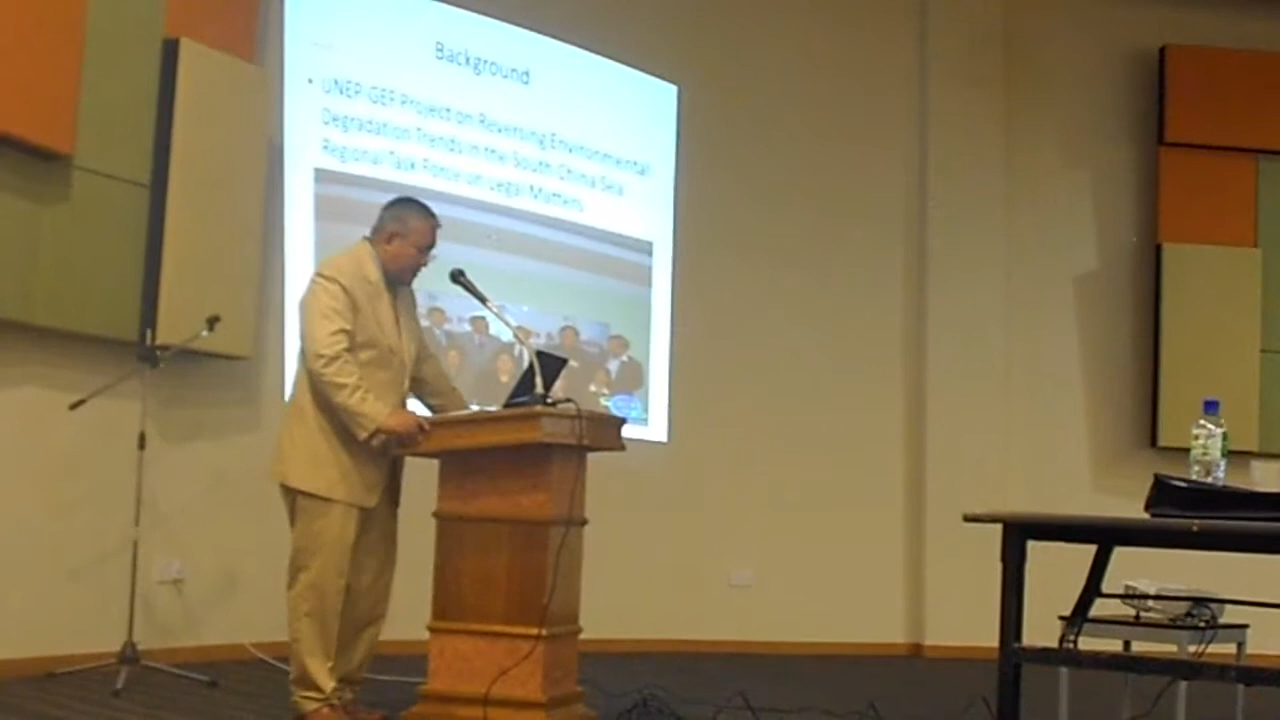 Background
• UNEP GEF Project on Reversing Environmental
Degradation Trends in the South China Sea
Regional Task Force on Legal Matters